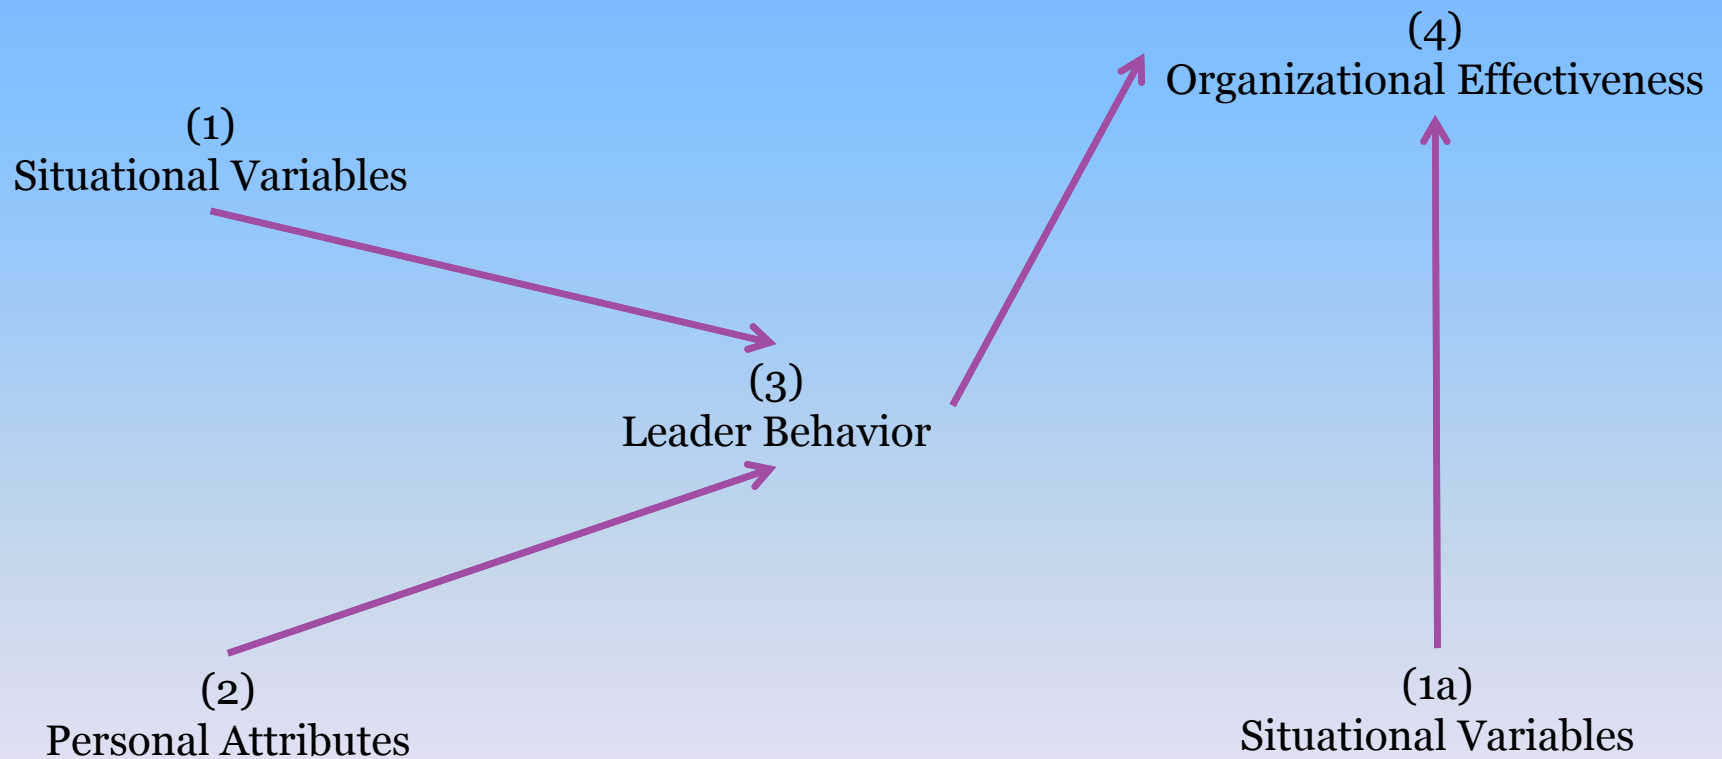 (4)
Organizational Effectiveness
(1)
Situational Variables
(3)
Leader Behavior
(2)
Personal Attributes
(1a)
Situational Variables